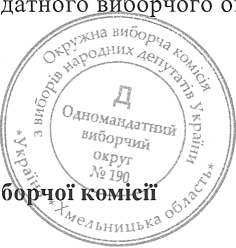 датного виборчого о
Окружна виборча комісія
з виборів народних депутатів України
*Україна*Хмельницька область*
Д
Одномандатний
виборчий
округ
№ 190
борчої комісії